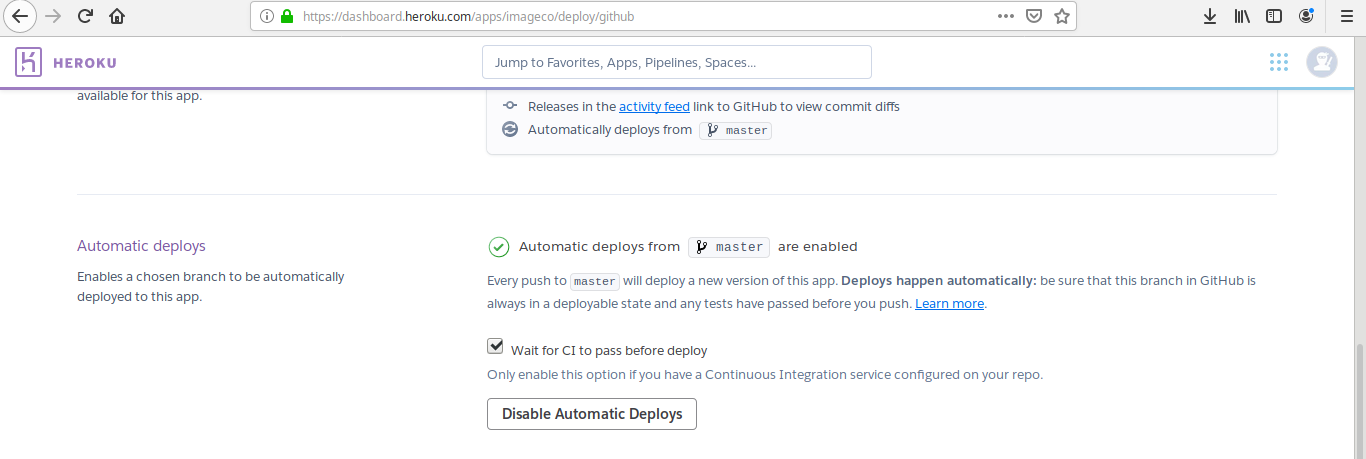 https://dashboard.heroku.com/apps/imageco/deploy/github
HEROKU
Jump to Favorites, Apps, Pipelines, Spaces...
available for this app.
Releases in the activity feed link to GitHub to view commit diffs
Automatically deploys from master
Automatic deploys
Enables a chosen branch to be automatically
deployed to this app.
Automatic deploys from master are enabled
Every push to master will deploy a new version of this app. Deploys happen automatically: be sure that this branch in GitHub is
always in a deployable state and any tests have passed before you push. Learn more.
Wait for CI to pass before deploy
Only enable this option if you have a Continuous Integration service configured on your repo.
Disable Automatic Deploys